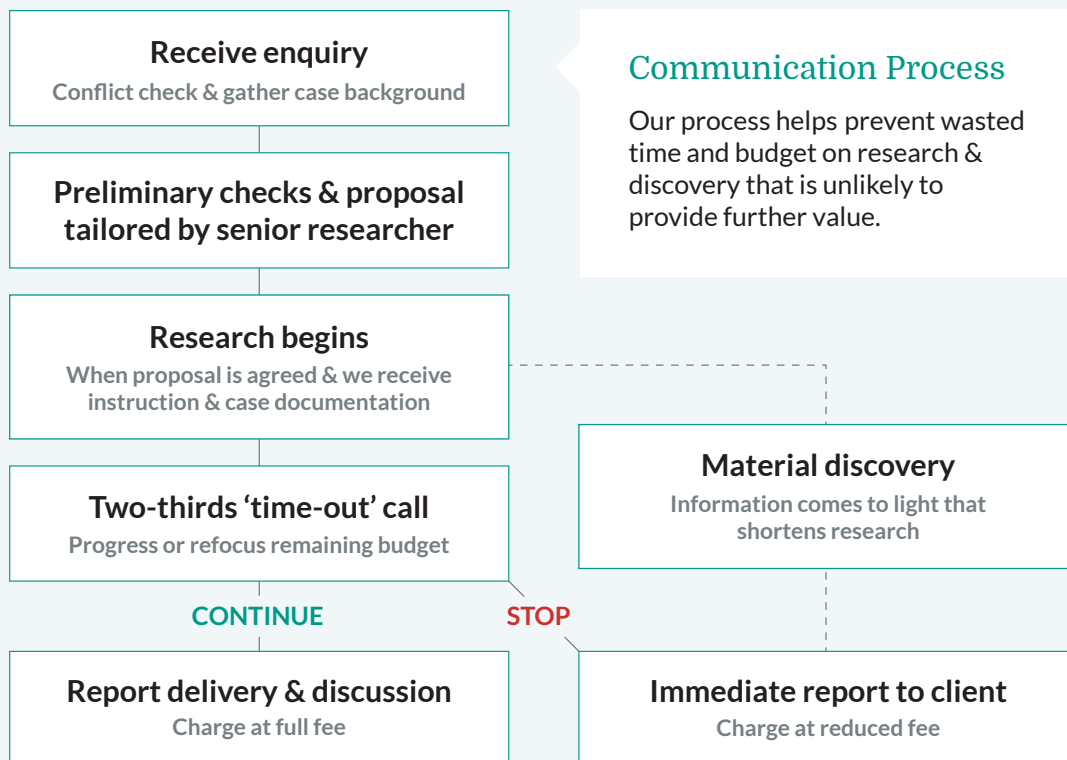 Receive enquiry
Conflict check & gather case background
Communication Process
Our process helps prevent wasted
time and budget on research &
discovery that is unlikely to
provide further value.
Preliminary checks & proposal
tailored by senior researcher
Research begins
When proposal is agreed & we receive
instruction & case documentation
Two-thirds ‘time-out’ call
Progress or refocus remaining budget
Material discovery
Information comes to light that
shortens research
CONTINUE
STOP
Report delivery & discussion
Charge at full fee
Immediate report to client
Charge at reduced fee